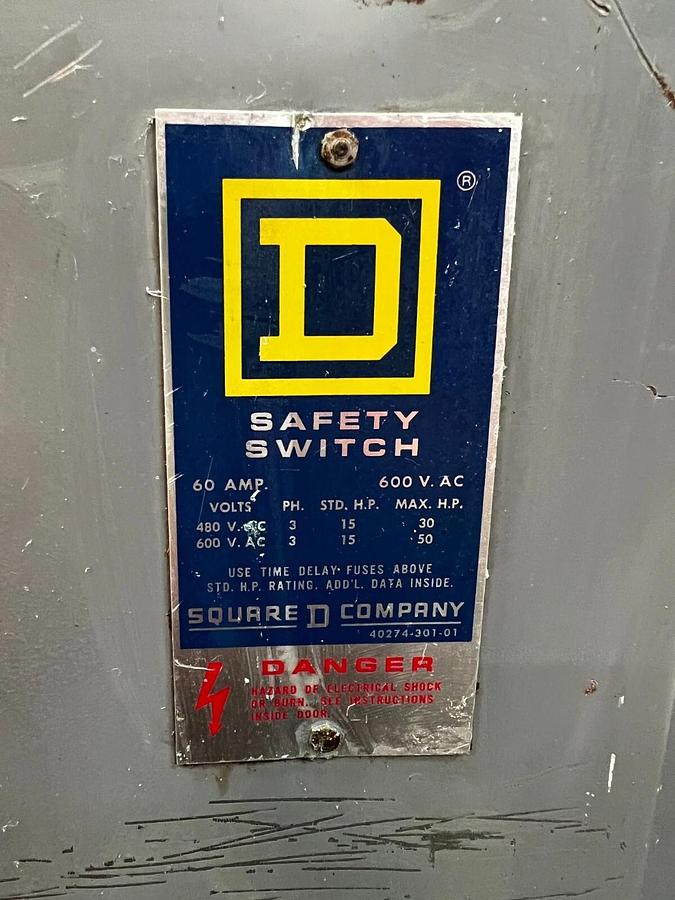 ®
D
SAFETY
SWITCH
60 AMP. 600 V. AC
VOLTS PH. STD. H.P. MAX. H.P.
480 V. AC 3 15 30
600 V. AC 3 15 50
USE TIME DELAY FUSES ABOVE
STD. H.P. RATING. ADD'L. DATA INSIDE.
SQUARE D COMPANY
40274-301-01
DANGER
HAZARD OF ELECTRICAL SHOCK
OR BURN. SEE INSTRUCTIONS
INSIDE DOOR.